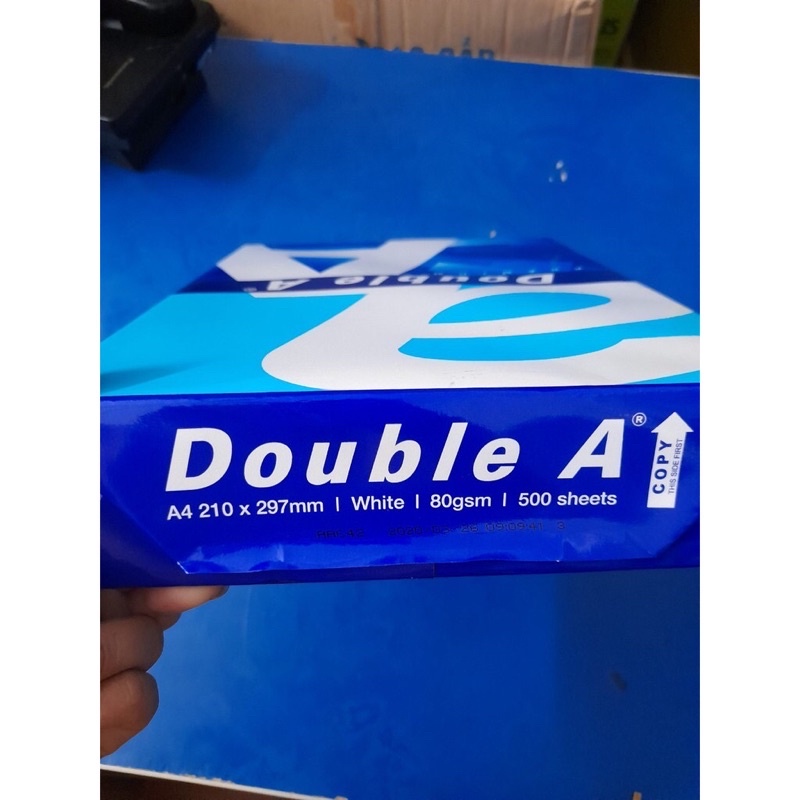 Double A®
Double A®
A4 210 x 297mm | White | 80gsm | 500 sheets
COPY
THIS SIDE FIRST